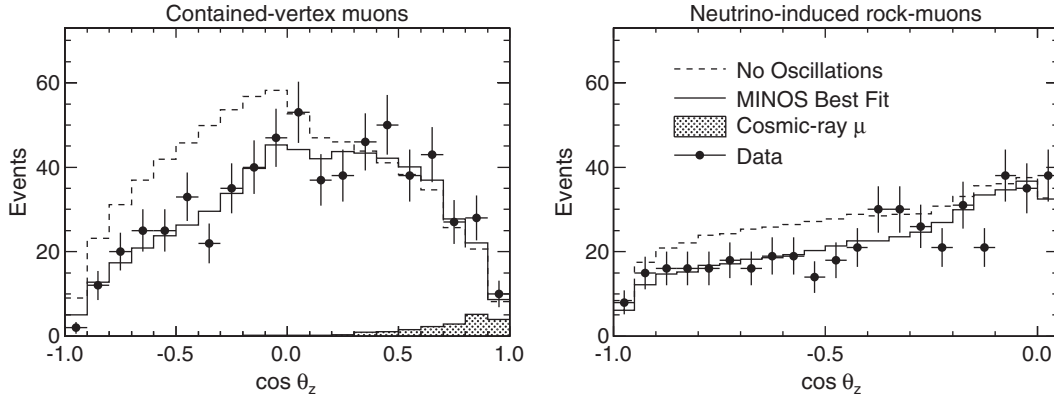 Contained-vertex muons
Events
60
40
20
0
-1.0 -0.5 0.0 0.5 1.0
cos θz
Neutrino-induced rock-muons
No Oscillations
MINOS Best Fit
Cosmic-ray μ
Data
Events
60
40
20
0
-1.0 -0.5 0.0
cos θz